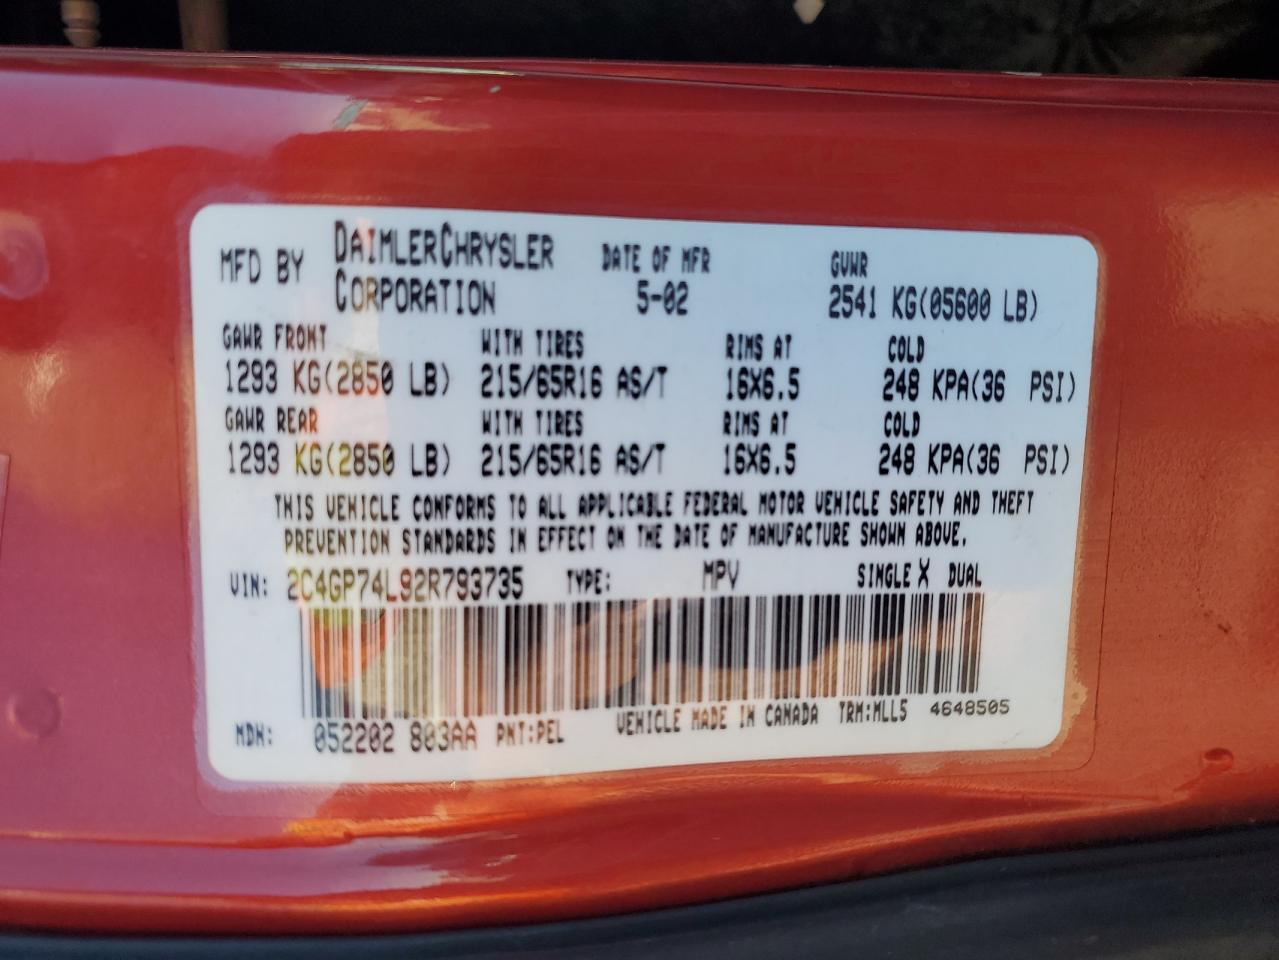 MFD BY DAIMLERCHRYSLER CORPORATION DATE OF MFR 5-02 GVWR 2541 KG(05600 LB)
GAWR FRONT WITH TIRES RIMS AT COLD
1293 KG(2850 LB) 215/65R16 AS/T 16X6.5 248 KPA(36 PSI)
GAWR REAR WITH TIRES RIMS AT COLD
1293 KG(2850 LB) 215/65R16 AS/T 16X6.5 248 KPA(36 PSI)
THIS VEHICLE CONFORMS TO ALL APPLICABLE FEDERAL MOTOR VEHICLE SAFETY AND THEFT
PREVENTION STANDARDS IN EFFECT ON THE DATE OF MANUFACTURE SHOWN ABOVE.
VIN: 2C4GP74L92R793735 TYPE: MPV SINGLE X DUAL
MDH: 052202 803AA PNT:PEL VEHICLE MADE IN CANADA TRM:MLL5 4648505